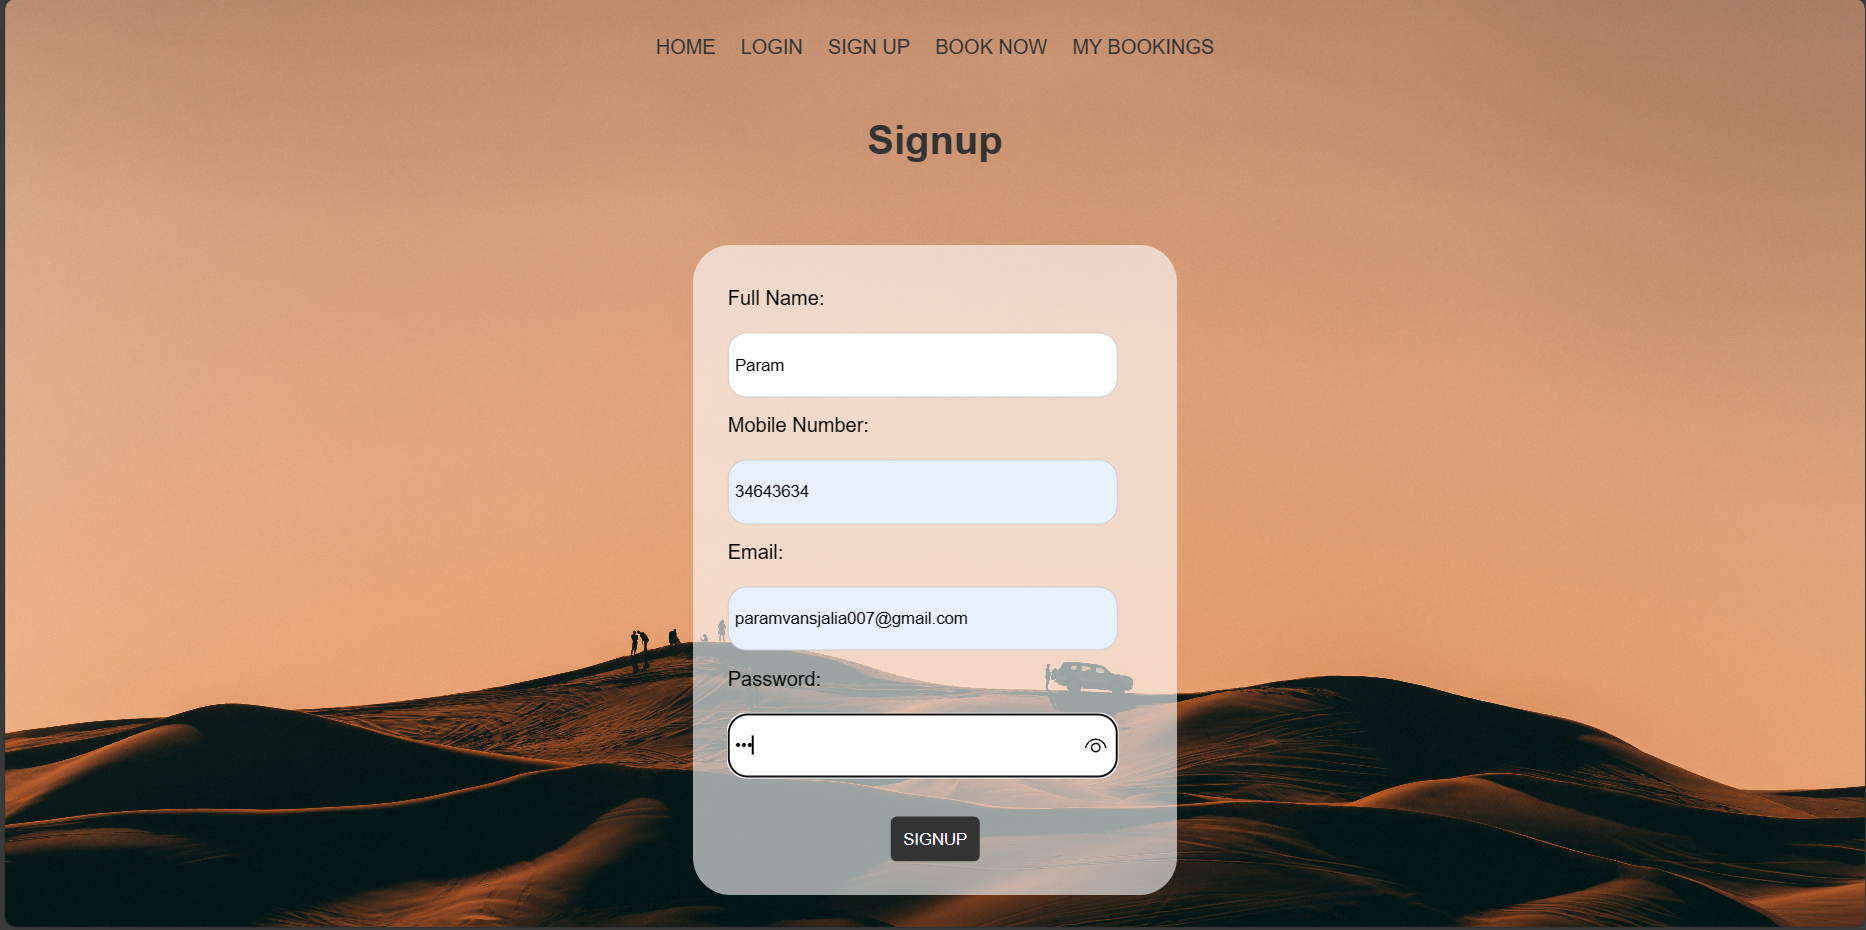 HOME LOGIN SIGN UP BOOK NOW MY BOOKINGS
Signup
Full Name:
Param
Mobile Number:
34643634
Email:
paramvansjalia007@gmail.com
Password:
•••
SIGNUP